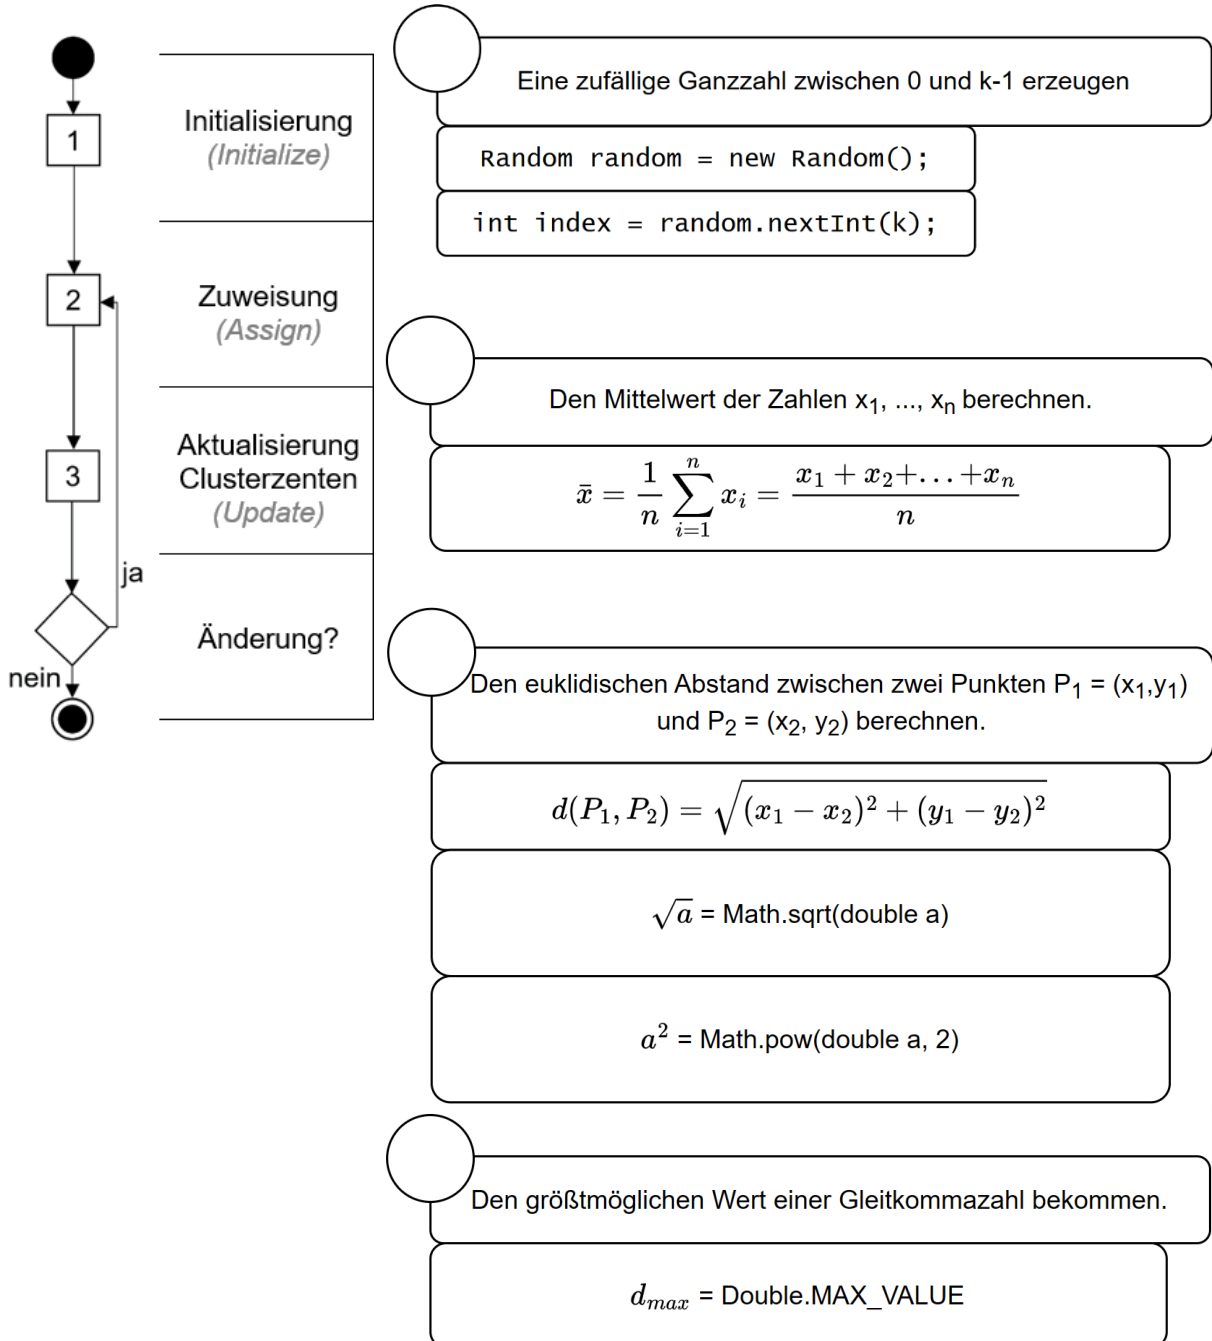 1
Initialisierung
(Initialize)
2
Zuweisung
(Assign)
3
Aktualisierung
Clusterzenten
(Update)
ja
Änderung?
nein
Eine zufällige Ganzzahl zwischen 0 und k-1 erzeugen
Random random = new Random();
int index = random.nextInt(k);
Den Mittelwert der Zahlen x₁, ..., xₙ berechnen.
x̄ = 1/n ∑_{i=1}^{n} x_i = (x₁ + x₂+...+xₙ)/n
Den euklidischen Abstand zwischen zwei Punkten P₁ = (x₁,y₁)
und P₂ = (x₂, y₂) berechnen.
d(P₁, P₂) = √((x₁ − x₂)² + (y₁ − y₂)²)
√a = Math.sqrt(double a)
a² = Math.pow(double a, 2)
Den größtmöglichen Wert einer Gleitkommazahl bekommen.
d_{max} = Double.MAX_VALUE